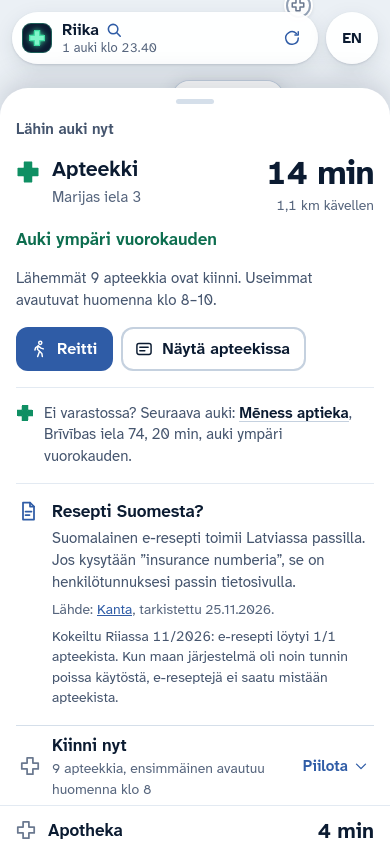 Riika
1 auki klo 23.40
EN
Lähin auki nyt
Apteekki
14 min
Marijas iela 3
1,1 km kävellen
Auki ympäri vuorokauden
Lähemmät 9 apteekkia ovat kiinni. Useimmat
avautuvat huomenna klo 8–10.
Reitti
Näytä apteekissa
Ei varastossa? Seuraava auki: Mēness aptieka,
Brīvības iela 74, 20 min, auki ympäri
vuorokauden.
Resepti Suomesta?
Suomalainen e-resepti toimii Latviassa passilla.
Jos kysytään ”insurance numberia”, se on
henkilötunnuksesi passin tietosivulla.
Lähde: Kanta, tarkistettu 25.11.2026.
Kokeiltu Riiassa 11/2026: e-resepti löytyi 1/1
apteekista. Kun maan järjestelmä oli noin tunnin
poissa käytöstä, e-reseptejä ei saatu mistään
apteekista.
Kiinni nyt
9 apteekkia, ensimmäinen avautuu
huomenna klo 8
Piilota
Apotheka
4 min